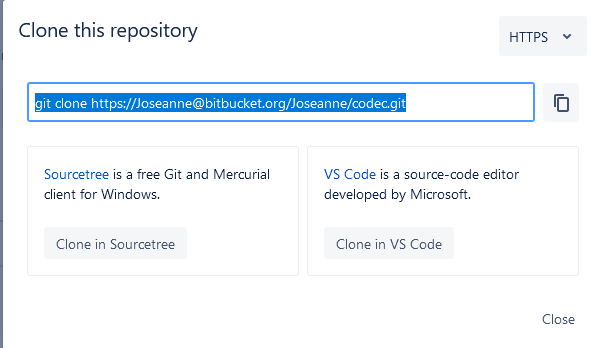 Clone this repository
HTTPS
git clone https://Joseanne@bitbucket.org/Joseanne/codec.git
Sourcetree is a free Git and Mercurial
client for Windows.
Clone in Sourcetree
VS Code is a source-code editor
developed by Microsoft.
Clone in VS Code
Close